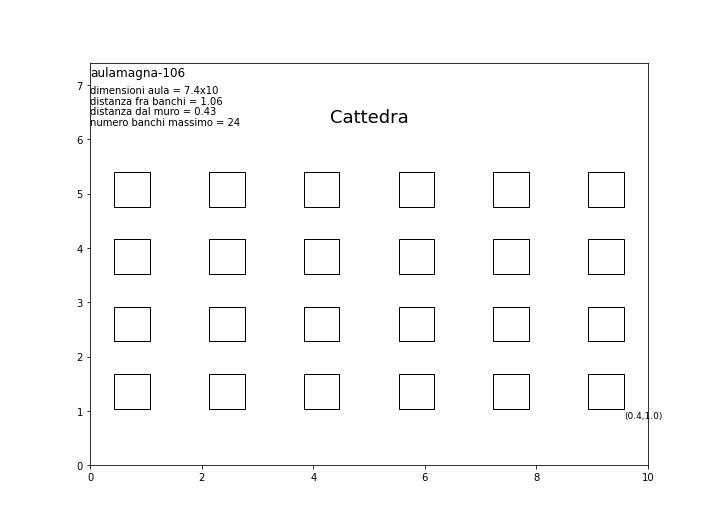 aulamagna-106
dimensioni aula = 7.4x10
distanza fra banchi = 1.06
distanza dal muro = 0.43
numero banchi massimo = 24
Cattedra
7
6
5
4
3
2
1
0
(0.4,1.0)
0 2 4 6 8 10